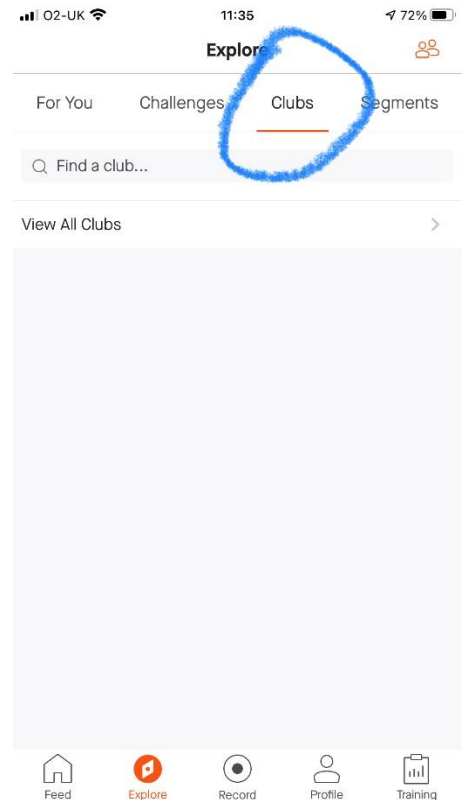 O2-UK 11:35 72%
Explore
For You Challenges Clubs Segments
Find a club...
View All Clubs
Feed Explore Record Profile Training